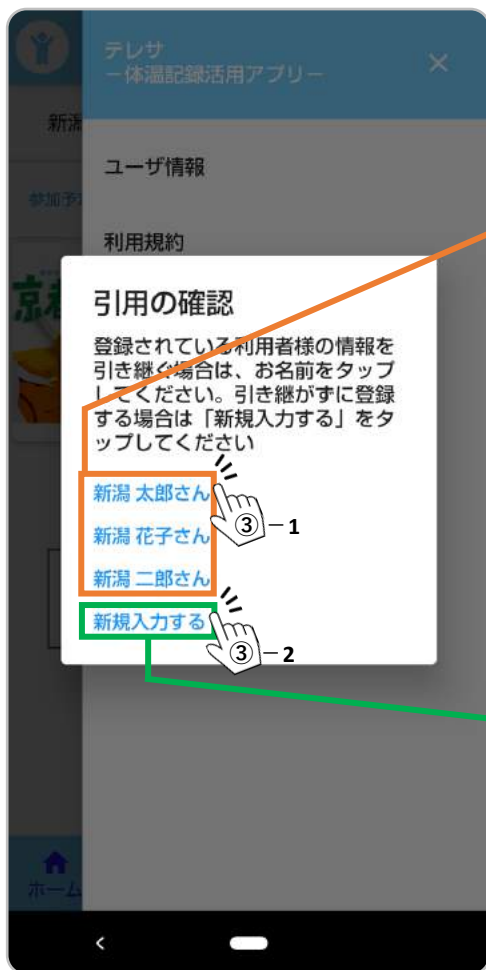 テレサ
－体温記録活用アプリ－
×
新潟
ユーザ情報
参加予定
利用規約
京都
引用の確認
登録されている利用者様の情報を
引き継ぐ場合は、お名前をタップ
してください。引き継がずに登録
する場合は「新規入力する」をタ
ップしてください
新潟 太郎さん
③－1
新潟 花子さん
新潟 二郎さん
新規入力する
③－2
ホーム